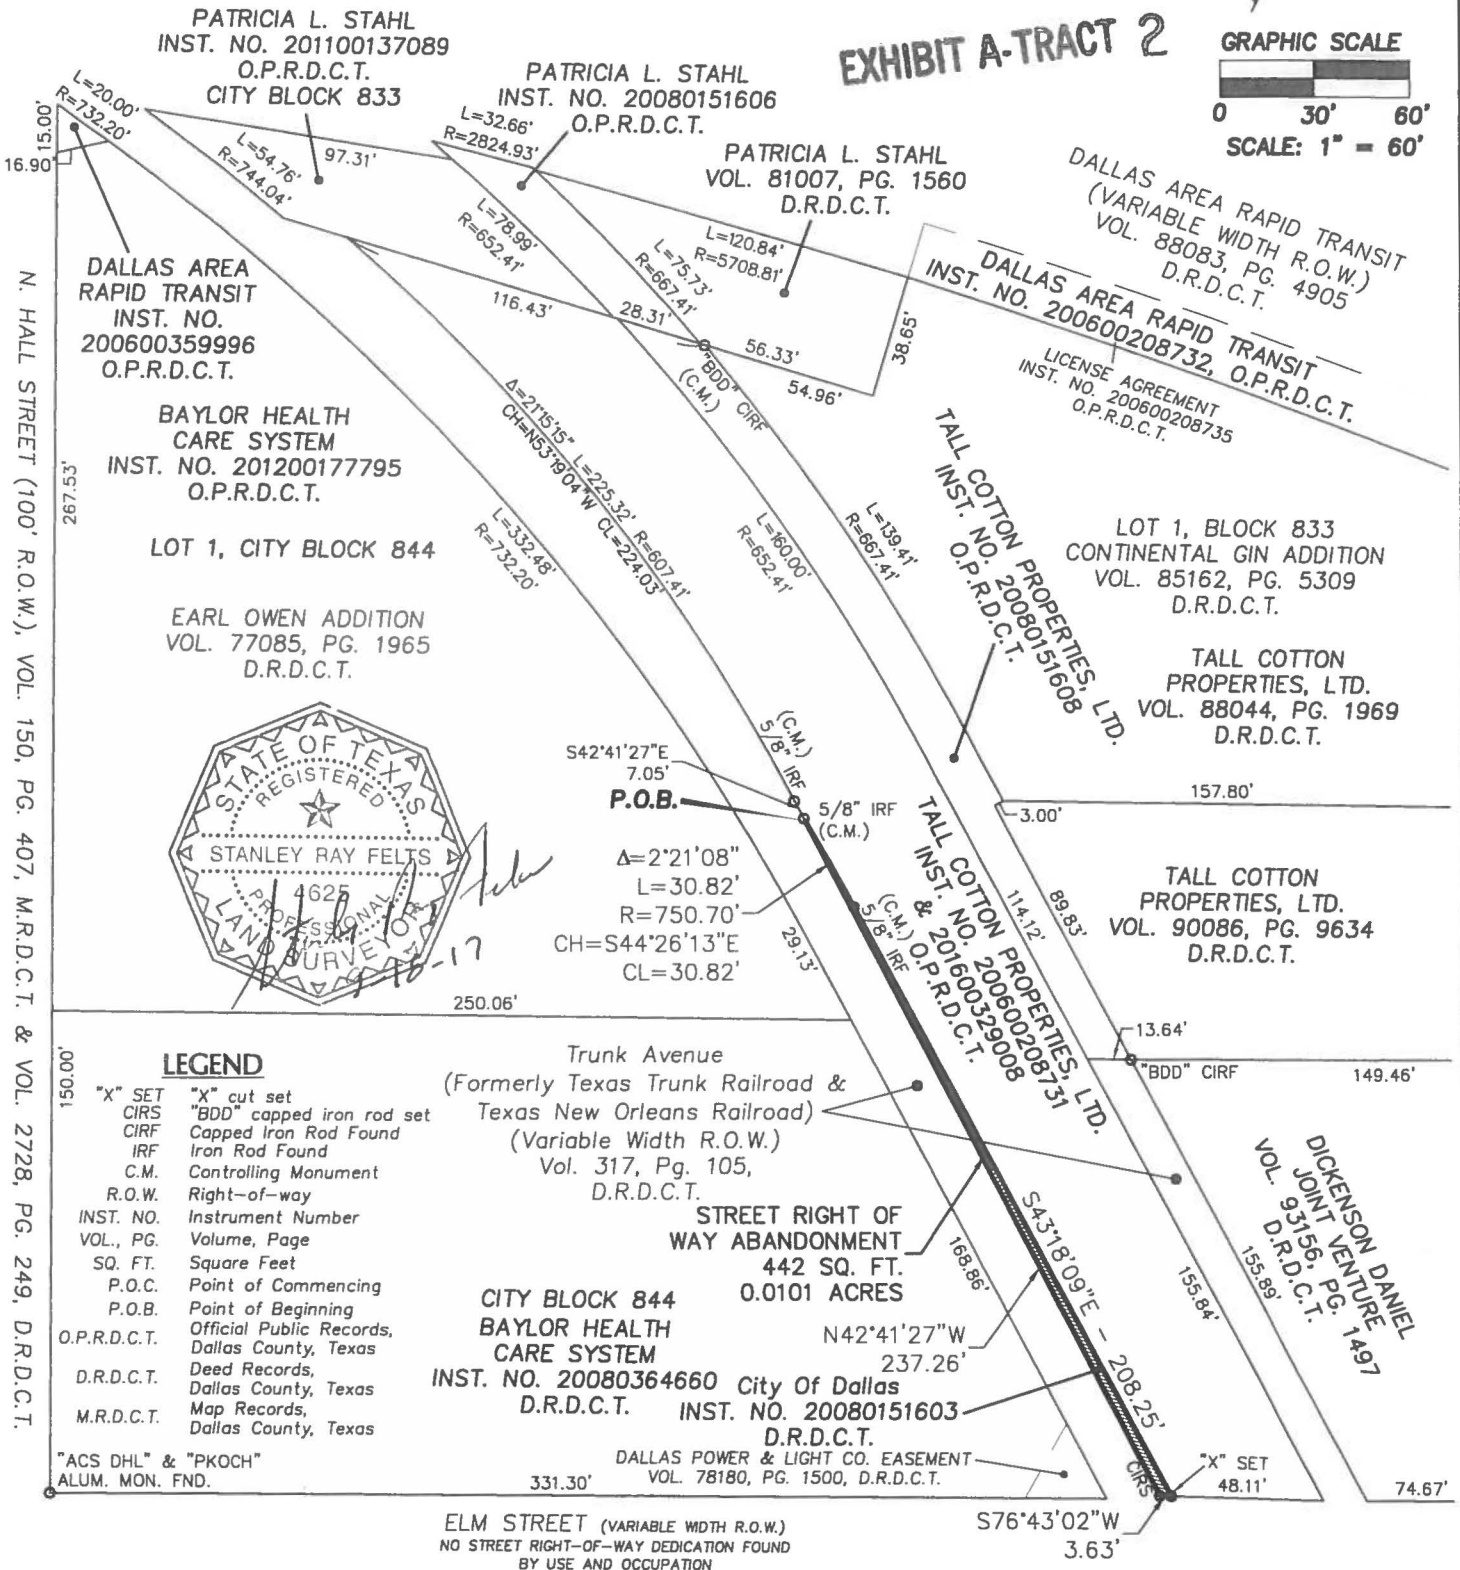 EXHIBIT A-TRACT 2
GRAPHIC SCALE
0 30' 60'
SCALE: 1" = 60'
PATRICIA L. STAHL
INST. NO. 201100137089
O.P.R.D.C.T.
CITY BLOCK 833
PATRICIA L. STAHL
INST. NO. 20080151606
O.P.R.D.C.T.
PATRICIA L. STAHL
VOL. 81007, PG. 1560
D.R.D.C.T.
DALLAS AREA RAPID TRANSIT
(VARIABLE WIDTH R.O.W.)
VOL. 88083, PG. 4905
D.R.D.C.T.
DALLAS AREA RAPID TRANSIT
INST. NO. 200600208732, O.P.R.D.C.T.
LICENSE AGREEMENT
INST. NO. 200600208735
O.P.R.D.C.T.
15.00'
16.90'
L=20.00'
R=732.20'
L=54.76'
R=744.04'
97.31'
L=32.66'
R=2824.93'
L=78.99'
R=652.41'
L=75.73'
R=667.41'
L=120.84'
R=5708.81'
116.43'
28.31'
56.33'
54.96'
38.65'
"BDD" CIRF
(C.M.)
DALLAS AREA
RAPID TRANSIT
INST. NO.
200600359996
O.P.R.D.C.T.
BAYLOR HEALTH
CARE SYSTEM
INST. NO. 201200177795
O.P.R.D.C.T.
LOT 1, CITY BLOCK 844
EARL OWEN ADDITION
VOL. 77085, PG. 1965
D.R.D.C.T.
267.53'
N. HALL STREET (100' R.O.W.), VOL. 150, PG. 407, M.R.D.C.T. & VOL. 2728, PG. 249, D.R.D.C.T.
Δ=21°15'15" L=225.32' R=607.41'
CH=N53°19'04"W CL=224.03'
L=332.48'
R=732.20'
L=160.00'
R=652.41'
L=139.41'
R=667.41'
TALL COTTON PROPERTIES, LTD.
INST. NO. 20080151608
O.P.R.D.C.T.
LOT 1, BLOCK 833
CONTINENTAL GIN ADDITION
VOL. 85162, PG. 5309
D.R.D.C.T.
TALL COTTON
PROPERTIES, LTD.
VOL. 88044, PG. 1969
D.R.D.C.T.
157.80'
3.00'
TALL COTTON
PROPERTIES, LTD.
VOL. 90086, PG. 9634
D.R.D.C.T.
STATE OF TEXAS
REGISTERED
STANLEY RAY FELTS
4625
PROFESSIONAL
LAND SURVEYOR
(C.M.)
5/8" IRF
S42°41'27"E
7.05'
P.O.B.
5/8" IRF
(C.M.)
Δ=2°21'08"
L=30.82'
R=750.70'
CH=S44°26'13"E
CL=30.82'
(C.M.)
5/8" IRF
TALL COTTON PROPERTIES, LTD.
INST. NO. 200600208731
& 201600329008
O.P.R.D.C.T.
29.13'
114.12'
89.83'
250.06'
150.00'
13.64'
"BDD" CIRF
149.46'
LEGEND
"X" SET "X" cut set
CIRS "BDD" capped iron rod set
CIRF Capped Iron Rod Found
IRF Iron Rod Found
C.M. Controlling Monument
R.O.W. Right-of-way
INST. NO. Instrument Number
VOL., PG. Volume, Page
SQ. FT. Square Feet
P.O.C. Point of Commencing
P.O.B. Point of Beginning
O.P.R.D.C.T. Official Public Records,
Dallas County, Texas
D.R.D.C.T. Deed Records,
Dallas County, Texas
M.R.D.C.T. Map Records,
Dallas County, Texas
Trunk Avenue
(Formerly Texas Trunk Railroad &
Texas New Orleans Railroad)
(Variable Width R.O.W.)
Vol. 317, Pg. 105,
D.R.D.C.T.
STREET RIGHT OF
WAY ABANDONMENT
442 SQ. FT.
0.0101 ACRES
S43°18'09"E - 208.25'
N42°41'27"W
237.26'
168.86'
155.84'
155.89'
DICKENSON DANIEL
JOINT VENTURE
VOL. 93156, PG. 1497
D.R.D.C.T.
CITY BLOCK 844
BAYLOR HEALTH
CARE SYSTEM
INST. NO. 20080364660
D.R.D.C.T.
City Of Dallas
INST. NO. 20080151603
D.R.D.C.T.
DALLAS POWER & LIGHT CO. EASEMENT
VOL. 78180, PG. 1500, D.R.D.C.T.
"ACS DHL" & "PKOCH"
ALUM. MON. FND.
331.30'
CIRS
"X" SET
48.11'
74.67'
S76°43'02"W
3.63'
ELM STREET (VARIABLE WIDTH R.O.W.)
NO STREET RIGHT-OF-WAY DEDICATION FOUND
BY USE AND OCCUPATION